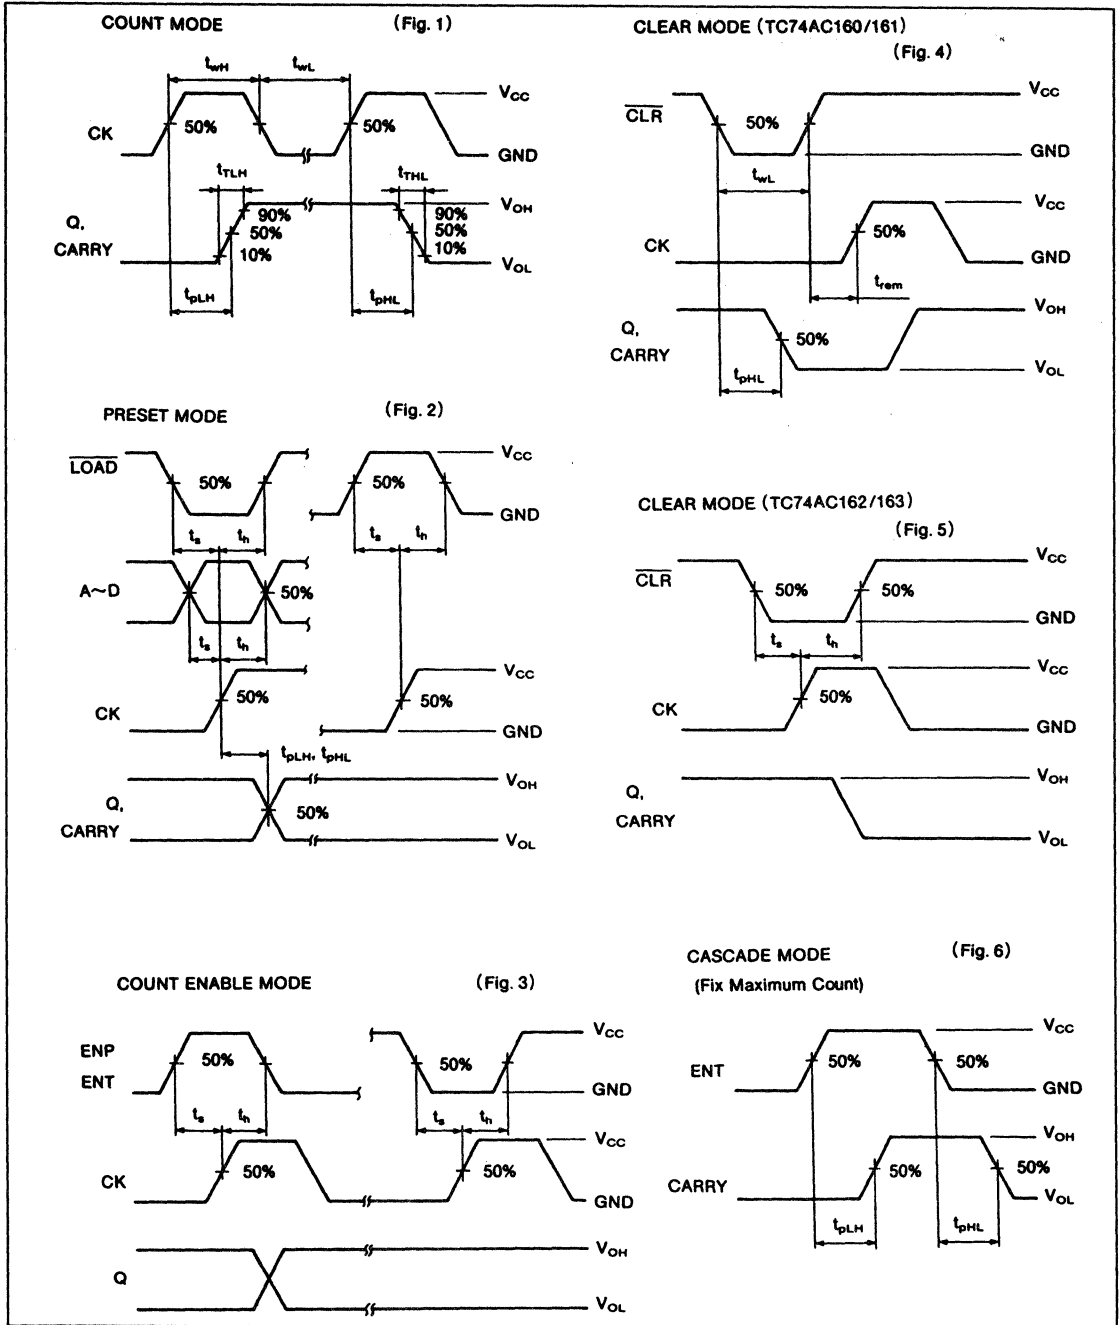 COUNT MODE (Fig. 1)
twH twL
VCC
CK 50% 50%
GND
tTLH tTHL
VOH
90% 90%
Q, 50% 50%
CARRY 10% 10%
VOL
tpLH tpHL
PRESET MODE (Fig. 2)
VCC
LOAD 50% 50%
GND
ts th ts th
A~D 50%
ts th
VCC
50% 50%
CK
GND
tpLH, tpHL
VOH
Q, 50%
CARRY
VOL
COUNT ENABLE MODE (Fig. 3)
VCC
ENP 50% 50%
ENT
GND
ts th ts th
VCC
CK 50% 50%
GND
VOH
Q
VOL
CLEAR MODE (TC74AC160/161)
(Fig. 4)
VCC
CLR 50%
GND
twL
VCC
50%
CK
GND
trem
VOH
Q, 50%
CARRY
VOL
tpHL
CLEAR MODE (TC74AC162/163)
(Fig. 5)
VCC
CLR 50% 50%
GND
ts th
VCC
CK 50%
GND
VOH
Q,
CARRY
VOL
CASCADE MODE (Fig. 6)
(Fix Maximum Count)
VCC
ENT 50% 50%
GND
VOH
50% 50%
CARRY
VOL
tpLH tpHL